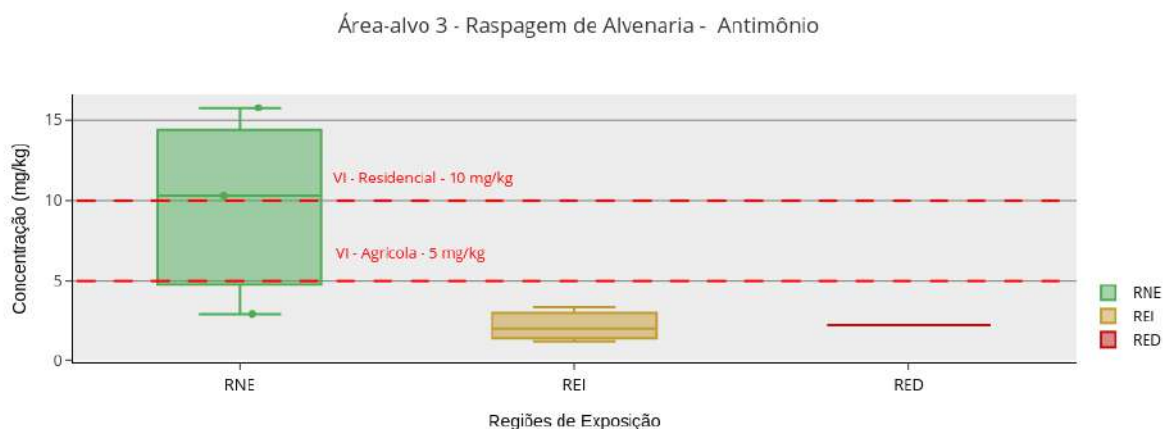 Área-alvo 3 - Raspagem de Alvenaria - Antimônio
Concentração (mg/kg)
15
10
5
0
VI - Residencial - 10 mg/kg
VI - Agricola - 5 mg/kg
RNE
REI
RED
Regiões de Exposição
RNE
REI
RED